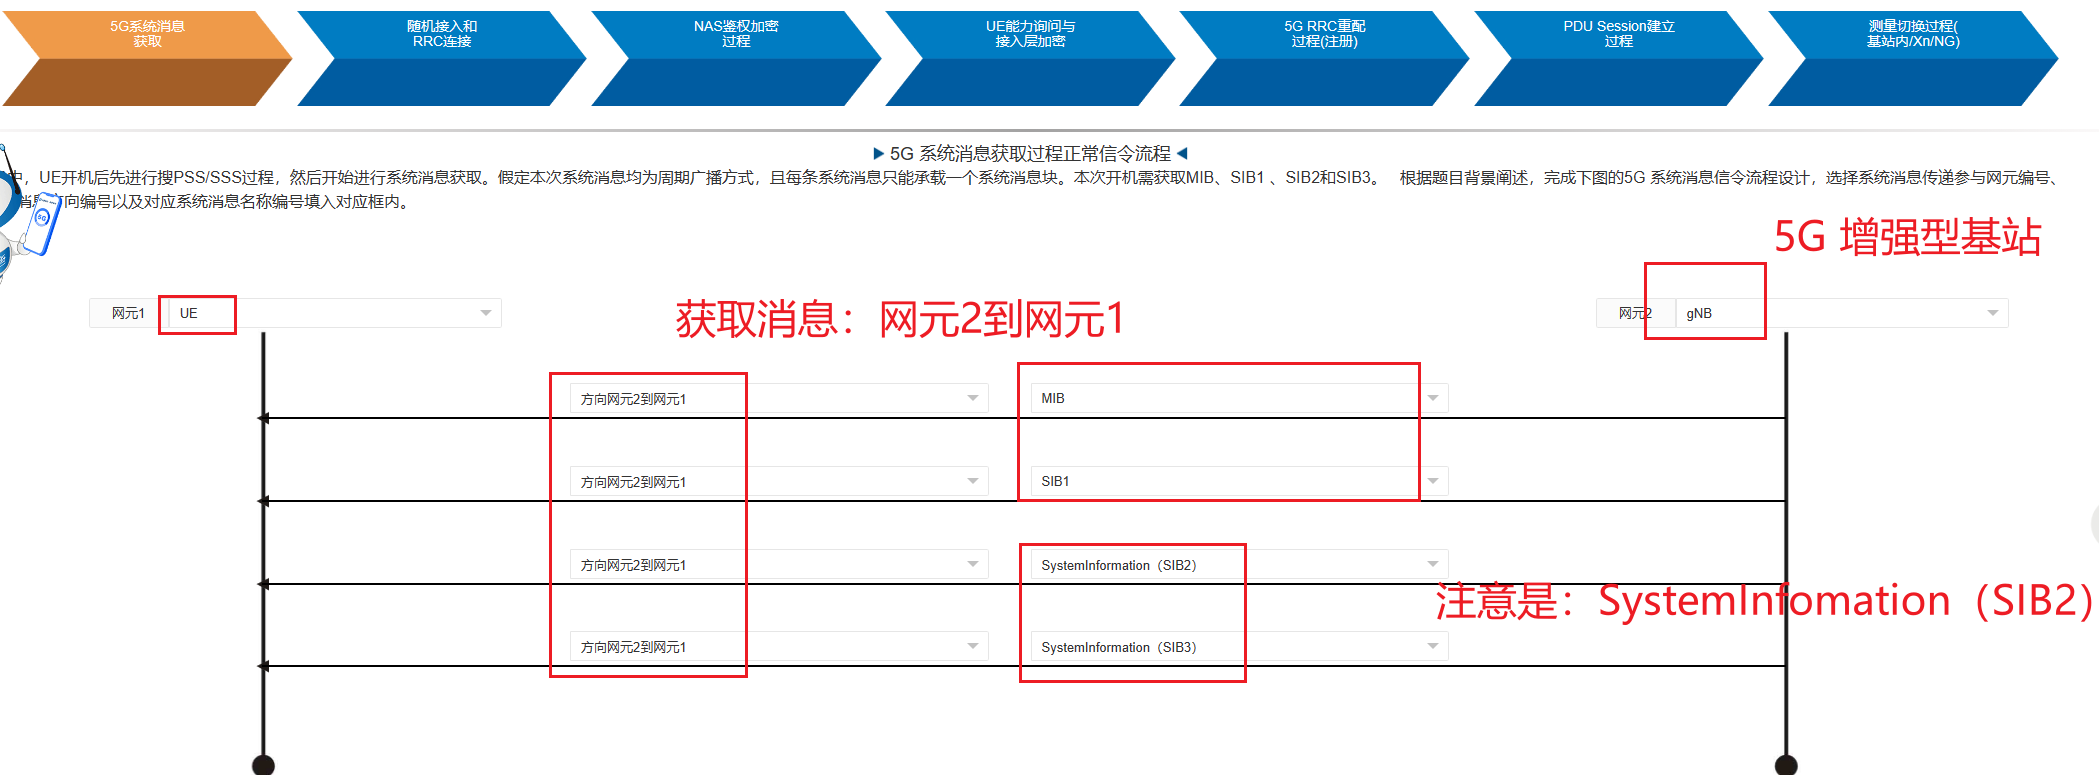 5G系统消息
获取
随机接入和
RRC连接
NAS鉴权加密
过程
UE能力询问与
接入层加密
5G RRC重配
过程(注册)
PDU Session建立
过程
测量切换过程(
基站内/Xn/NG)
5G 系统消息获取过程正常信令流程
中，UE开机后先进行搜PSS/SSS过程，然后开始进行系统消息获取。假定本次系统消息均为周期广播方式，且每条系统消息只能承载一个系统消息块。本次开机需获取MIB、SIB1 、SIB2和SIB3。 根据题目背景阐述，完成下图的5G 系统消息信令流程设计，选择系统消息传递参与网元编号、
消息方向编号以及对应系统消息名称编号填入对应框内。
5G
5G 增强型基站
网元1 UE
获取消息：网元2到网元1
网元2 gNB
方向网元2到网元1 MIB
方向网元2到网元1 SIB1
方向网元2到网元1 SystemInformation（SIB2）
注意是：SystemInfomation（SIB2）
方向网元2到网元1 SystemInformation（SIB3）